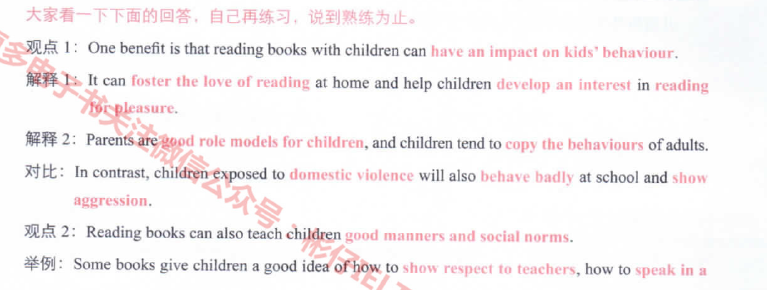 大家看一下下面的回答，自己再练习，说到熟练为止。
观点 1：One benefit is that reading books with children can have an impact on kids' behaviour.
解释 1：It can foster the love of reading at home and help children develop an interest in reading
for pleasure.
解释 2：Parents are good role models for children, and children tend to copy the behaviours of adults.
对比：In contrast, children exposed to domestic violence will also behave badly at school and show
aggression.
观点 2：Reading books can also teach children good manners and social norms.
举例：Some books give children a good idea of how to show respect to teachers, how to speak in a
多电子书关注微信公众号：彬仔IELT